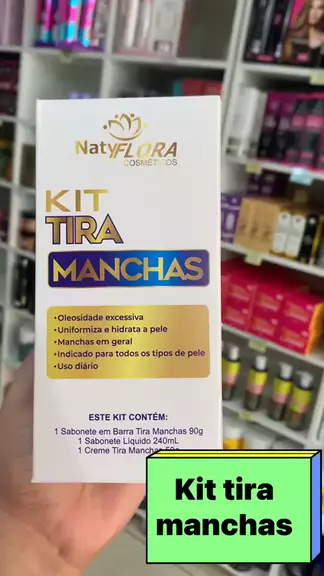 NatyFLORA
COSMÉTICOS
KIT
TIRA
MANCHAS
•Oleosidade excessiva
•Uniformiza e hidrata a pele
•Manchas em geral
•Indicado para todos os tipos de pele
•Uso diário
ESTE KIT CONTÉM:
1 Sabonete em Barra Tira Manchas 90g
1 Sabonete Líquido 240mL
1 Creme Tira Manchas
Kit tira
manchas